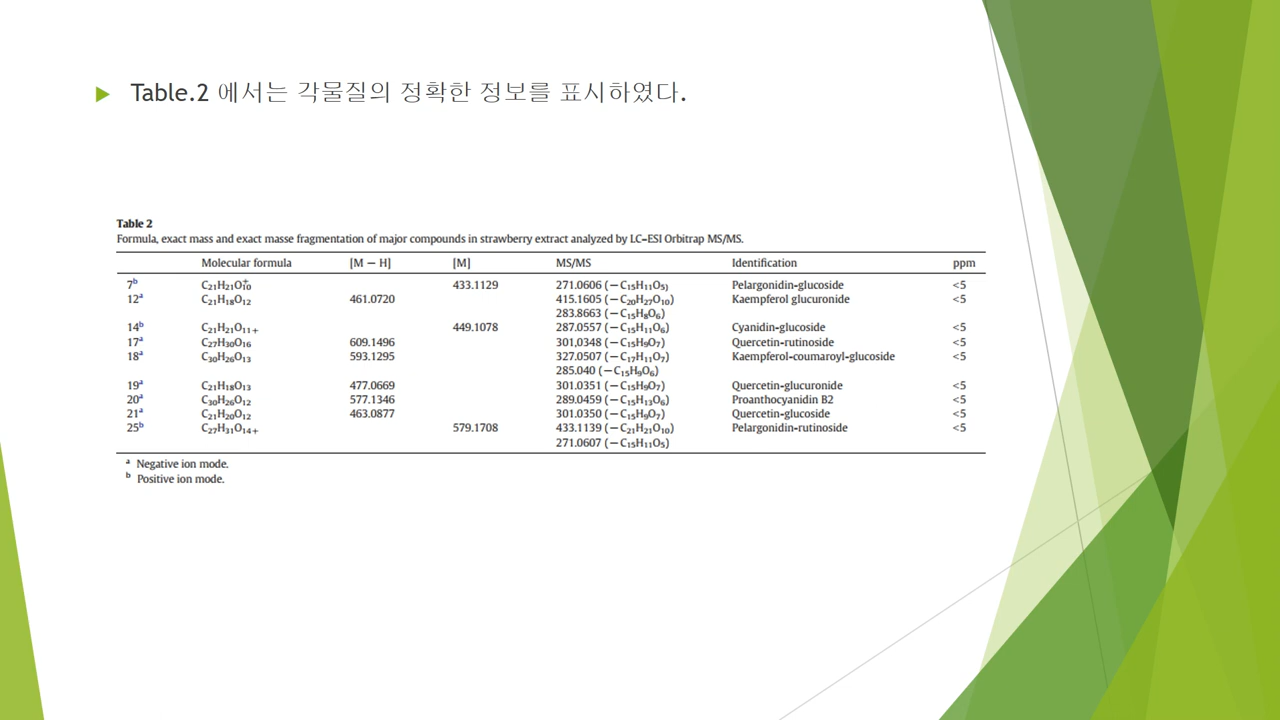 Table.2 에서는 각물질의 정확한 정보를 표시하였다.
Table 2
Formula, exact mass and exact masse fragmentation of major compounds in strawberry extract analyzed by LC–ESI Orbitrap MS/MS.
Molecular formula [M − H] [M] MS/MS Identification ppm
7b C21H21O10+ 433.1129 271.0606 (−C15H11O5) Pelargonidin-glucoside <5
12a C21H18O12 461.0720 415.1605 (−C20H27O10) Kaempferol glucuronide <5
283.8663 (−C15H8O6)
14b C21H21O11+ 449.1078 287.0557 (−C15H11O6) Cyanidin-glucoside <5
17a C27H30O16 609.1496 301,0348 (−C15H9O7) Quercetin-rutinoside <5
18a C30H26O13 593.1295 327.0507 (−C17H11O7) Kaempferol-coumaroyl-glucoside <5
285.040 (−C15H9O6)
19a C21H18O13 477.0669 301.0351 (−C15H9O7) Quercetin-glucuronide <5
20a C30H26O12 577.1346 289.0459 (−C15H13O6) Proanthocyanidin B2 <5
21a C21H20O12 463.0877 301.0350 (−C15H9O7) Quercetin-glucoside <5
25b C27H31O14+ 579.1708 433.1139 (−C21H21O10) Pelargonidin-rutinoside <5
271.0607 (−C15H11O5)
a Negative ion mode.
b Positive ion mode.